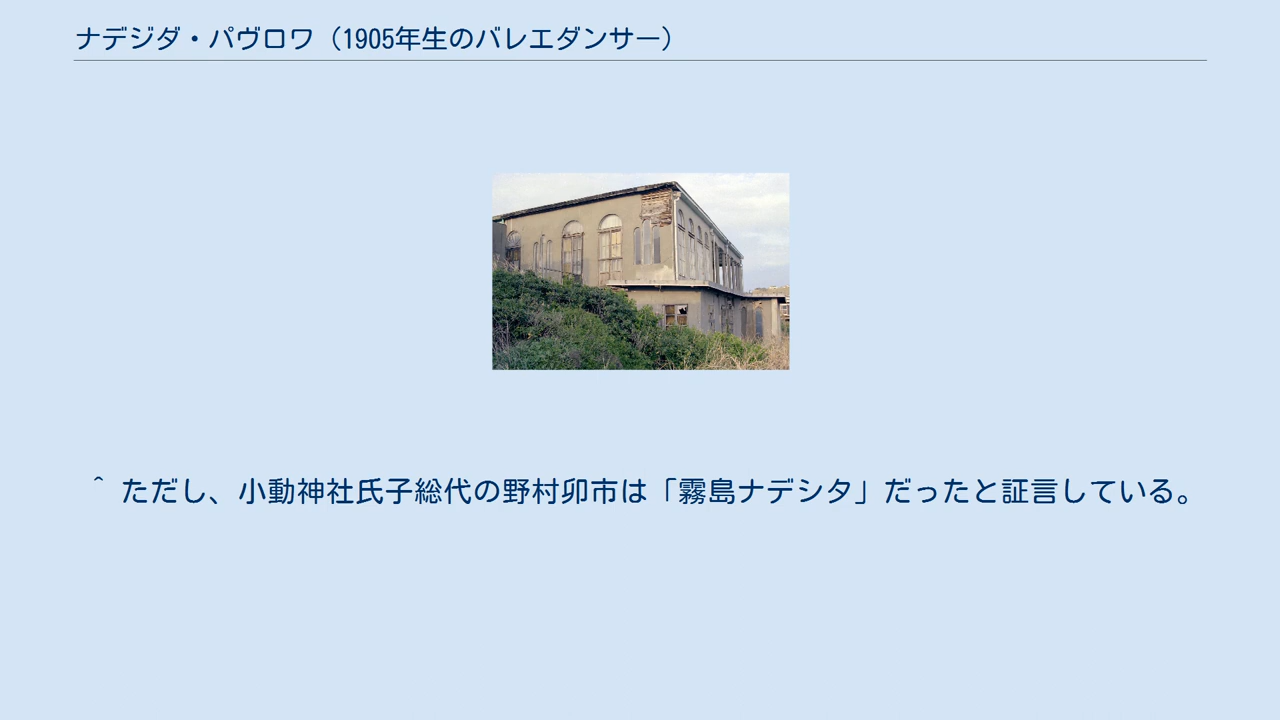 ナデジダ・パヴロワ（1905年生のバレエダンサー）
^ ただし、小動神社氏子総代の野村卯市は「霧島ナデシタ」だったと証言している。